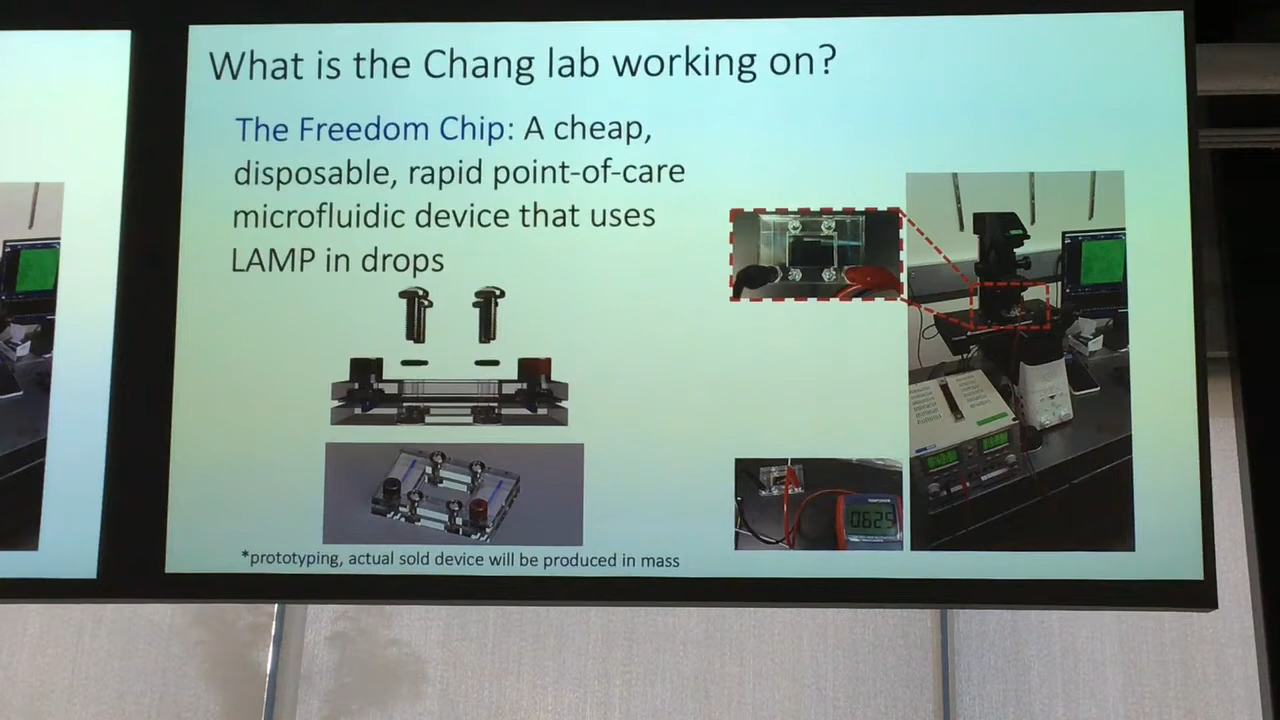 What is the Chang lab working on?
The Freedom Chip: A cheap,
disposable, rapid point-of-care
microfluidic device that uses
LAMP in drops
*prototyping, actual sold device will be produced in mass
0625